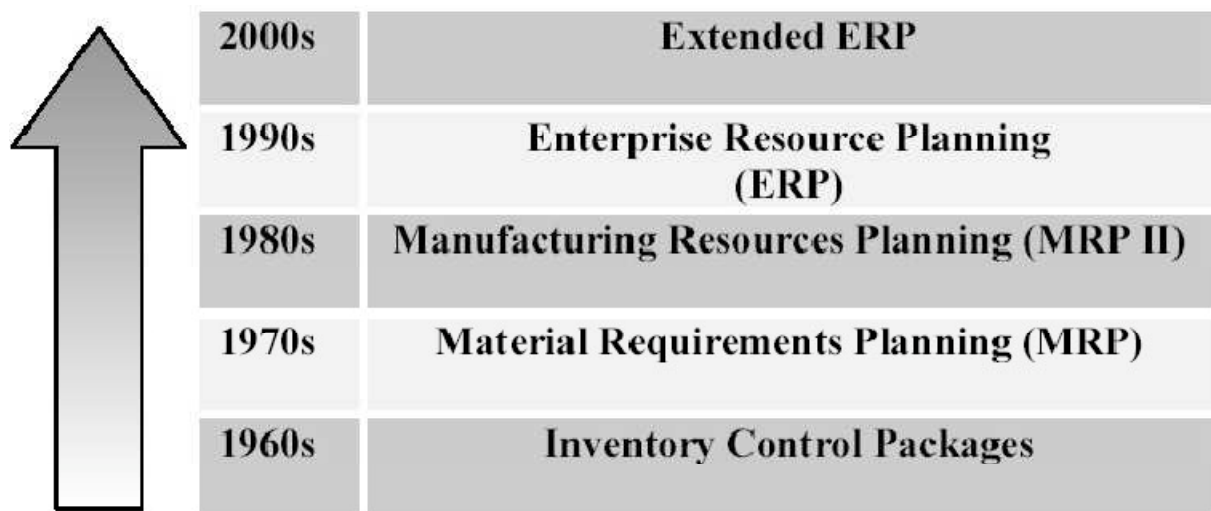 2000s Extended ERP
1990s Enterprise Resource Planning
(ERP)
1980s Manufacturing Resources Planning (MRP II)
1970s Material Requirements Planning (MRP)
1960s Inventory Control Packages